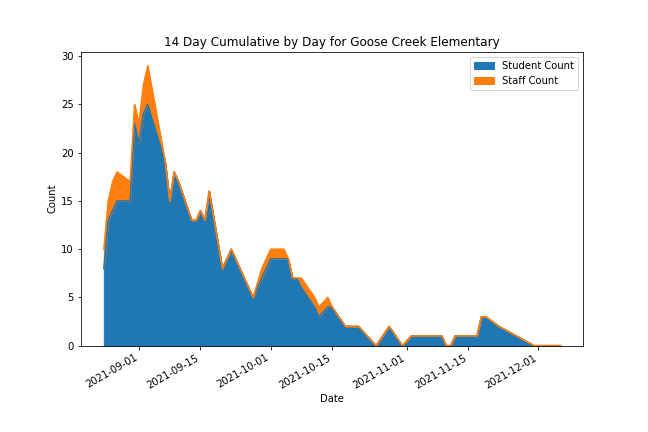 14 Day Cumulative by Day for Goose Creek Elementary
30
25
20
15
10
5
0
Count
Student Count
Staff Count
2021-09-01
2021-09-15
2021-10-01
2021-10-15
2021-11-01
2021-11-15
2021-12-01
Date